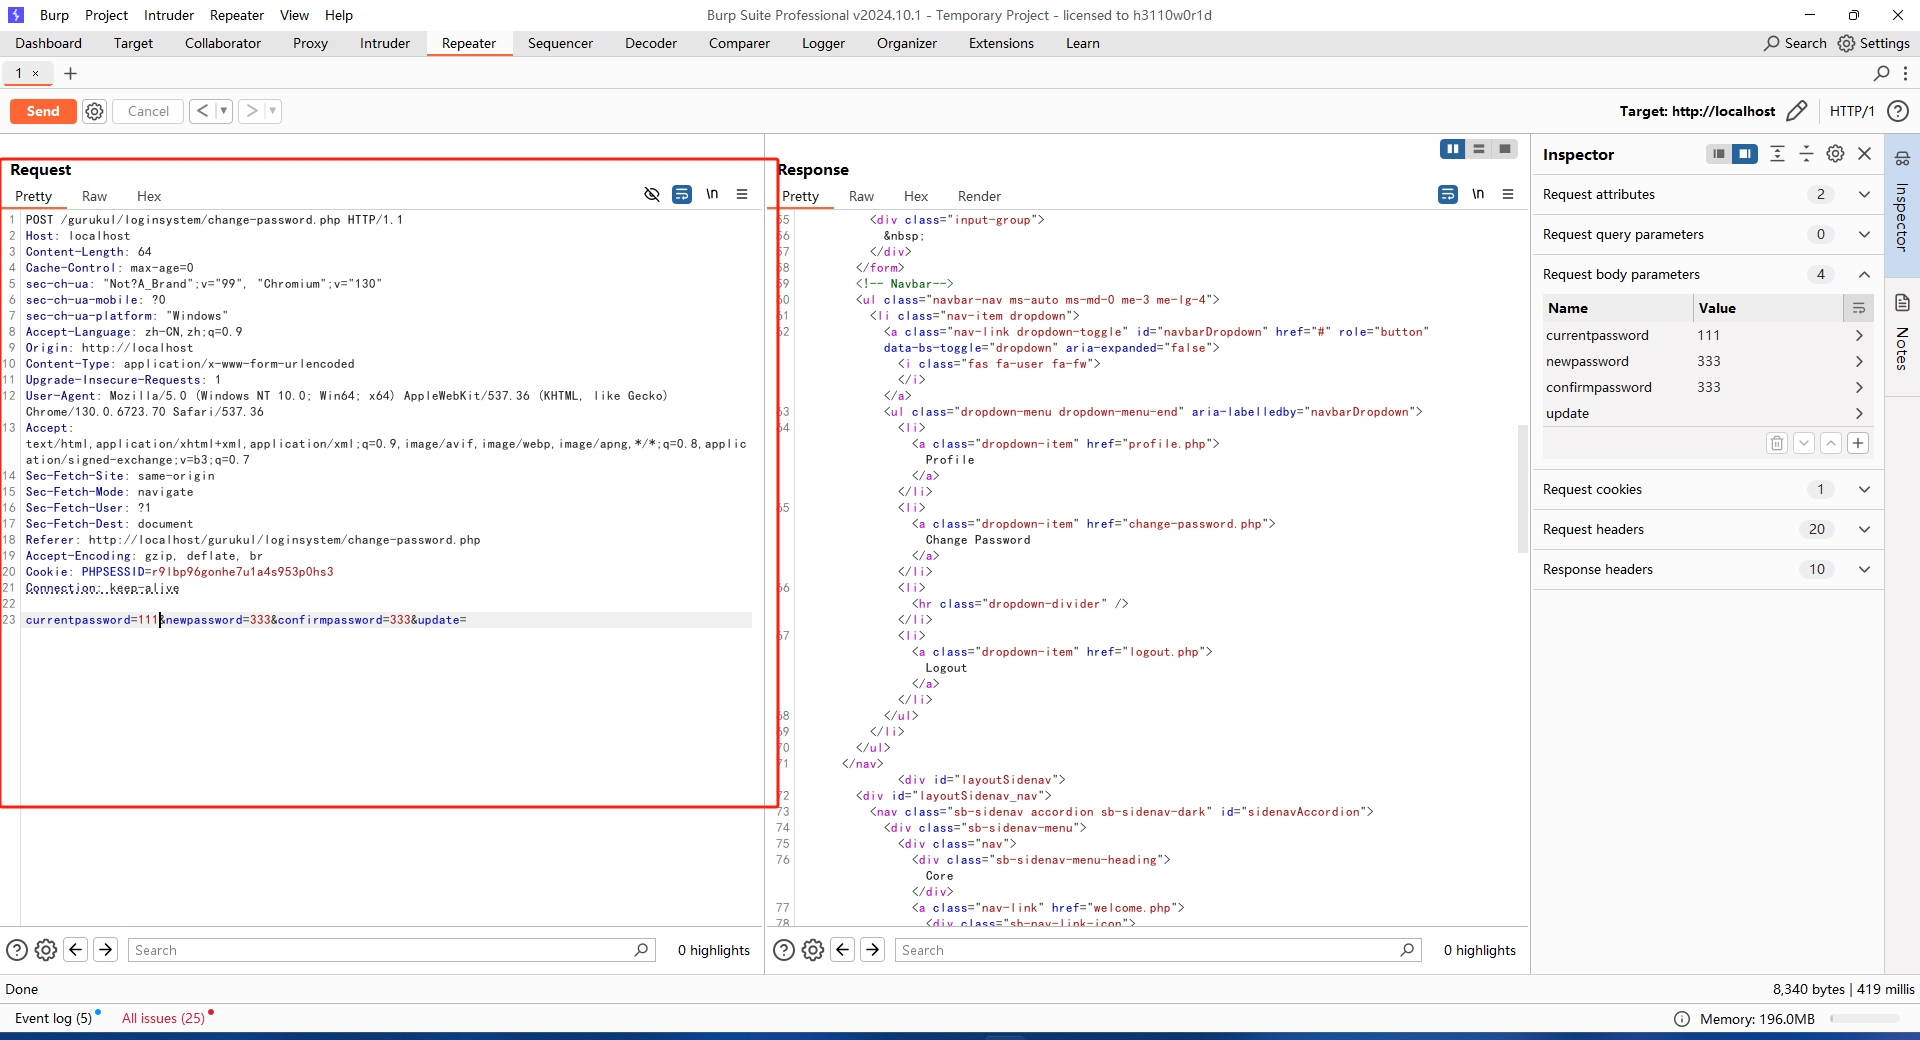 Burp Project Intruder Repeater View Help
Burp Suite Professional v2024.10.1 - Temporary Project - licensed to h3110w0r1d
Dashboard Target Collaborator Proxy Intruder Repeater Sequencer Decoder Comparer Logger Organizer Extensions Learn
Search Settings
1 × +
Send Cancel < >
Target: http://localhost HTTP/1
Request
Pretty Raw Hex
\n
1 POST /gurukul/loginsystem/change-password.php HTTP/1.1
2 Host: localhost
3 Content-Length: 64
4 Cache-Control: max-age=0
5 sec-ch-ua: "Not?A_Brand";v="99", "Chromium";v="130"
6 sec-ch-ua-mobile: ?0
7 sec-ch-ua-platform: "Windows"
8 Accept-Language: zh-CN,zh;q=0.9
9 Origin: http://localhost
10 Content-Type: application/x-www-form-urlencoded
11 Upgrade-Insecure-Requests: 1
12 User-Agent: Mozilla/5.0 (Windows NT 10.0; Win64; x64) AppleWebKit/537.36 (KHTML, like Gecko)
Chrome/130.0.6723.70 Safari/537.36
13 Accept:
text/html,application/xhtml+xml,application/xml;q=0.9,image/avif,image/webp,image/apng,*/*;q=0.8,applic
ation/signed-exchange;v=b3;q=0.7
14 Sec-Fetch-Site: same-origin
15 Sec-Fetch-Mode: navigate
16 Sec-Fetch-User: ?1
17 Sec-Fetch-Dest: document
18 Referer: http://localhost/gurukul/loginsystem/change-password.php
19 Accept-Encoding: gzip, deflate, br
20 Cookie: PHPSESSID=r9lbp96gonhe7u1a4s953p0hs3
21 Connection: keep-alive
22
23 currentpassword=111&newpassword=333&confirmpassword=333&update=
Search
0 highlights
Response
Pretty Raw Hex Render
\n
<div class="input-group">
&nbsp;
</div>
</form>
<!-- Navbar-->
<ul class="navbar-nav ms-auto ms-md-0 me-3 me-lg-4">
<li class="nav-item dropdown">
<a class="nav-link dropdown-toggle" id="navbarDropdown" href="#" role="button"
data-bs-toggle="dropdown" aria-expanded="false">
<i class="fas fa-user fa-fw">
</i>
</a>
<ul class="dropdown-menu dropdown-menu-end" aria-labelledby="navbarDropdown">
<li>
<a class="dropdown-item" href="profile.php">
Profile
</a>
</li>
<li>
<a class="dropdown-item" href="change-password.php">
Change Password
</a>
</li>
<li>
<hr class="dropdown-divider" />
</li>
<li>
<a class="dropdown-item" href="logout.php">
Logout
</a>
</li>
</ul>
</li>
</ul>
</nav>
<div id="layoutSidenav">
72 <div id="layoutSidenav_nav">
73 <nav class="sb-sidenav accordion sb-sidenav-dark" id="sidenavAccordion">
74 <div class="sb-sidenav-menu">
75 <div class="nav">
76 <div class="sb-sidenav-menu-heading">
Core
</div>
77 <a class="nav-link" href="welcome.php">
78 <div class="sb-nav-link-icon">
Search
0 highlights
Inspector
Request attributes 2
Request query parameters 0
Request body parameters 4
Name Value
currentpassword 111
newpassword 333
confirmpassword 333
update
Request cookies 1
Request headers 20
Response headers 10
Inspector
Notes
Done
8,340 bytes | 419 millis
Event log (5) All issues (25)
Memory: 196.0MB